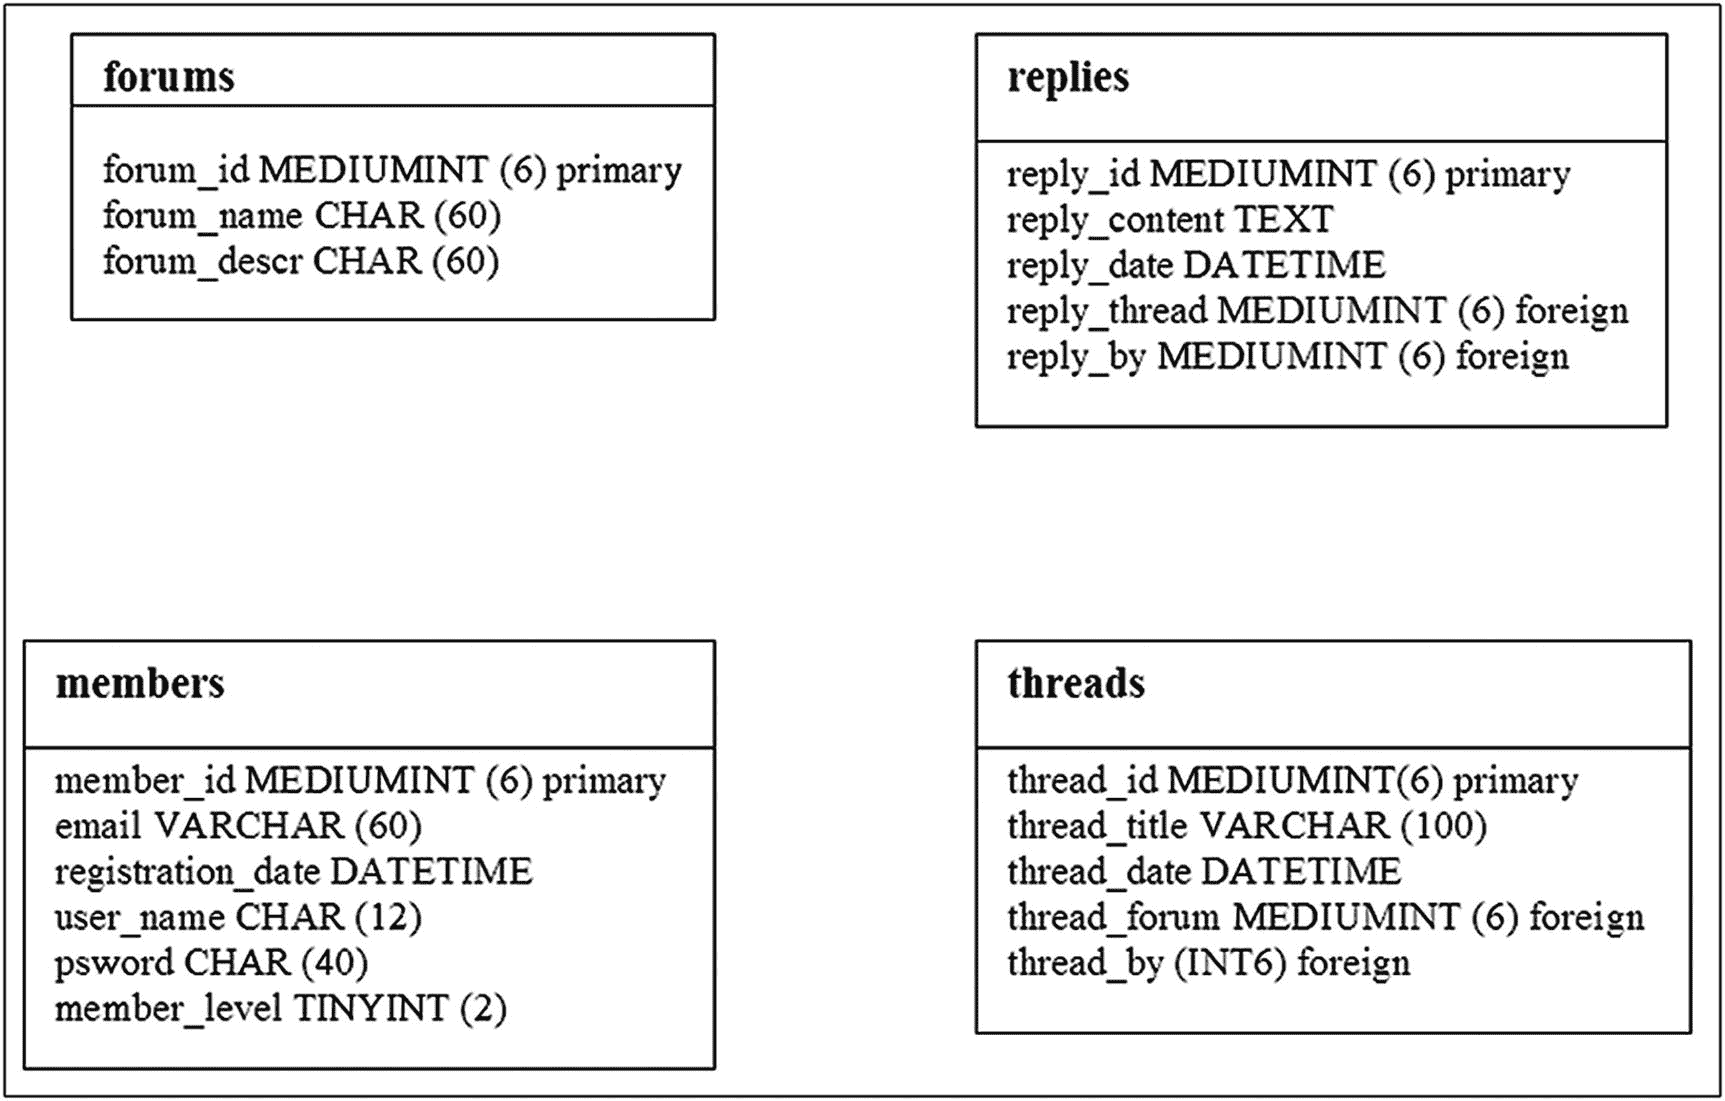 forums
forum_id MEDIUMINT (6) primary
forum_name CHAR (60)
forum_descr CHAR (60)
replies
reply_id MEDIUMINT (6) primary
reply_content TEXT
reply_date DATETIME
reply_thread MEDIUMINT (6) foreign
reply_by MEDIUMINT (6) foreign
members
member_id MEDIUMINT (6) primary
email VARCHAR (60)
registration_date DATETIME
user_name CHAR (12)
psword CHAR (40)
member_level TINYINT (2)
threads
thread_id MEDIUMINT(6) primary
thread_title VARCHAR (100)
thread_date DATETIME
thread_forum MEDIUMINT (6) foreign
thread_by (INT6) foreign